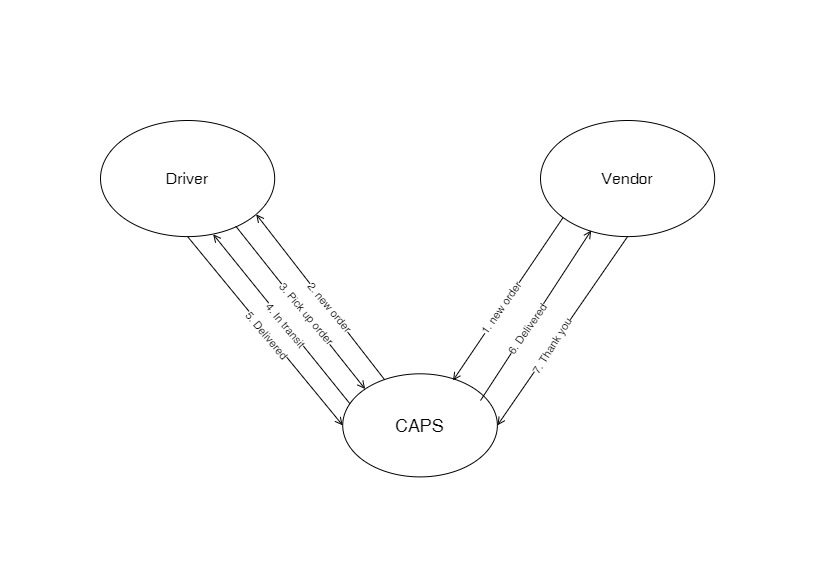 Driver
Vendor
1. new order
2. new order
3. Pick up order
4. In transit
5. Delivered
6. Delivered
7. Thank you
CAPS